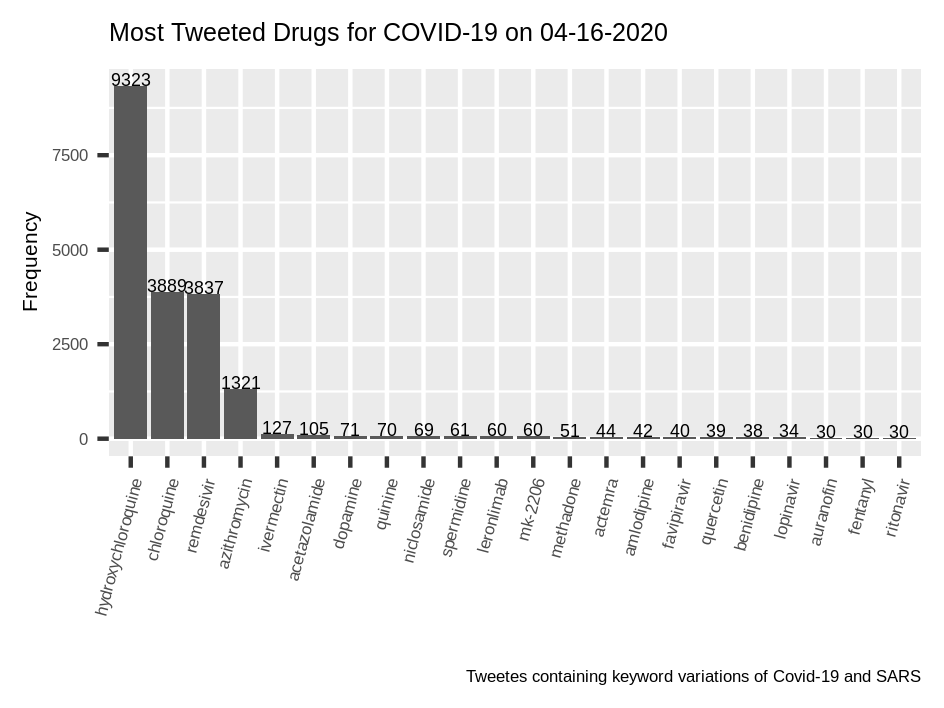 Most Tweeted Drugs for COVID-19 on 04-16-2020
9323
7500
5000
Frequency
3889
3837
2500
1321
127 105 71 70 69 61 60 60 51 44 42 40 39 38 34 30 30 30
0
hydroxychloroquine
chloroquine
remdesivir
azithromycin
ivermectin
acetazolamide
dopamine
quinine
niclosamide
spermidine
leronlimab
mk-2206
methadone
actemra
amlodipine
favipiravir
quercetin
benidipine
lopinavir
auranofin
fentanyl
ritonavir
Tweetes containing keyword variations of Covid-19 and SARS